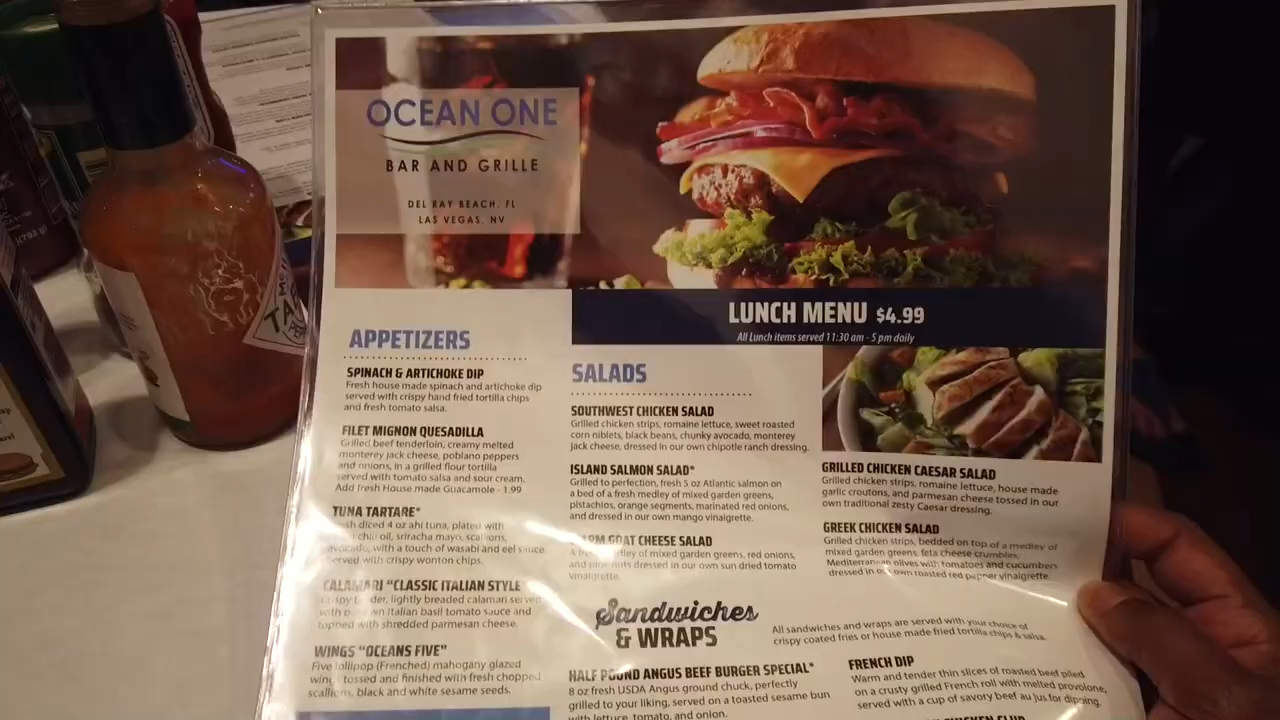 OCEAN ONE
BAR AND GRILLE
DEL RAY BEACH, FL
LAS VEGAS, NV
LUNCH MENU $4.99
All Lunch items served 11:30 am - 5 pm daily
APPETIZERS
SPINACH & ARTICHOKE DIP
Fresh house made spinach and artichoke dip
served with crispy hand fried tortilla chips
and fresh tomato salsa.
FILET MIGNON QUESADILLA
Grilled beef tenderloin, creamy melted
monterey jack cheese, poblano peppers
and onions, in a grilled flour tortilla
served with tomato salsa and sour cream.
Add fresh House made Guacamole - 1.99
TUNA TARTARE*
diced 4 oz ahi tuna, plated with
chili oil, sriracha mayo, scallions,
avocado, with a touch of wasabi and eel sauce.
Served with crispy wonton chips.
CALAMARI "CLASSIC ITALIAN STYLE"
Crispy tender, lightly breaded calamari served
with our own Italian basil tomato sauce and
topped with shredded parmesan cheese.
WINGS "OCEANS FIVE"
Five lollipop (Frenched) mahogany glazed
wings tossed and finished with fresh chopped
scallions, black and white sesame seeds.
SALADS
SOUTHWEST CHICKEN SALAD
Grilled chicken strips, romaine lettuce, sweet roasted
corn niblets, black beans, chunky avocado, monterey
jack cheese, dressed in our own chipotle ranch dressing.
ISLAND SALMON SALAD*
Grilled to perfection, fresh 5 oz Atlantic salmon on
a bed of a fresh medley of mixed garden greens,
pistachios, orange segments, marinated red onions,
and dressed in our own mango vinaigrette.
WARM GOAT CHEESE SALAD
A fresh medley of mixed garden greens, red onions,
and pine nuts dressed in our own sun dried tomato
vinaigrette.
GRILLED CHICKEN CAESAR SALAD
Grilled chicken strips, romaine lettuce, house made
garlic croutons, and parmesan cheese tossed in our
own traditional zesty Caesar dressing.
GREEK CHICKEN SALAD
Grilled chicken strips, bedded on top of a medley of
mixed garden greens, feta cheese crumbles,
Mediterranean olives with tomatoes and cucumbers
dressed in our own roasted red pepper vinaigrette.
Sandwiches
& WRAPS
All sandwiches and wraps are served with your choice of
crispy coated fries or house made fried tortilla chips & salsa.
HALF POUND ANGUS BEEF BURGER SPECIAL*
8 oz fresh USDA Angus ground chuck, perfectly
grilled to your liking, served on a toasted sesame bun
with lettuce, tomato, and onion.
FRENCH DIP
Warm and tender thin slices of roasted beef piled
on a crusty grilled French roll with melted provolone,
served with a cup of savory beef au jus for dipping.
CHICKEN CLUB